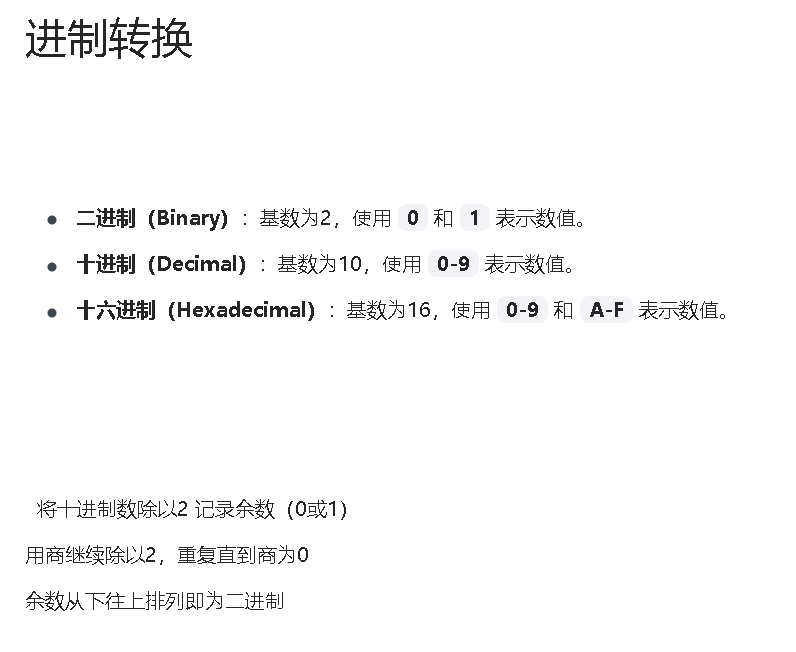 进制转换
二进制（Binary）：基数为2，使用 0 和 1 表示数值。
十进制（Decimal）：基数为10，使用 0-9 表示数值。
十六进制（Hexadecimal）：基数为16，使用 0-9 和 A-F 表示数值。
将十进制数除以2 记录余数（0或1）
用商继续除以2，重复直到商为0
余数从下往上排列即为二进制